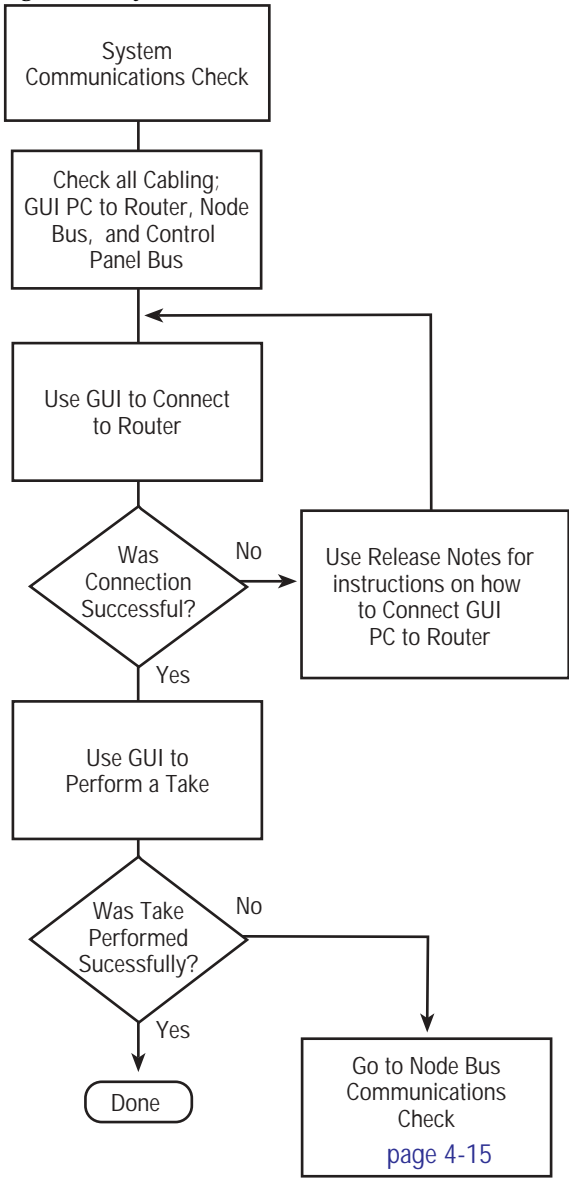 System
Communications Check
Check all Cabling;
GUI PC to Router, Node
Bus, and Control
Panel Bus
Use GUI to Connect
to Router
Was
Connection
Successful?
No
Use Release Notes for
instructions on how
to Connect GUI
PC to Router
Yes
Use GUI to
Perform a Take
Was Take
Performed
Sucessfully?
No
Yes
Done
Go to Node Bus
Communications
Check
page 4-15